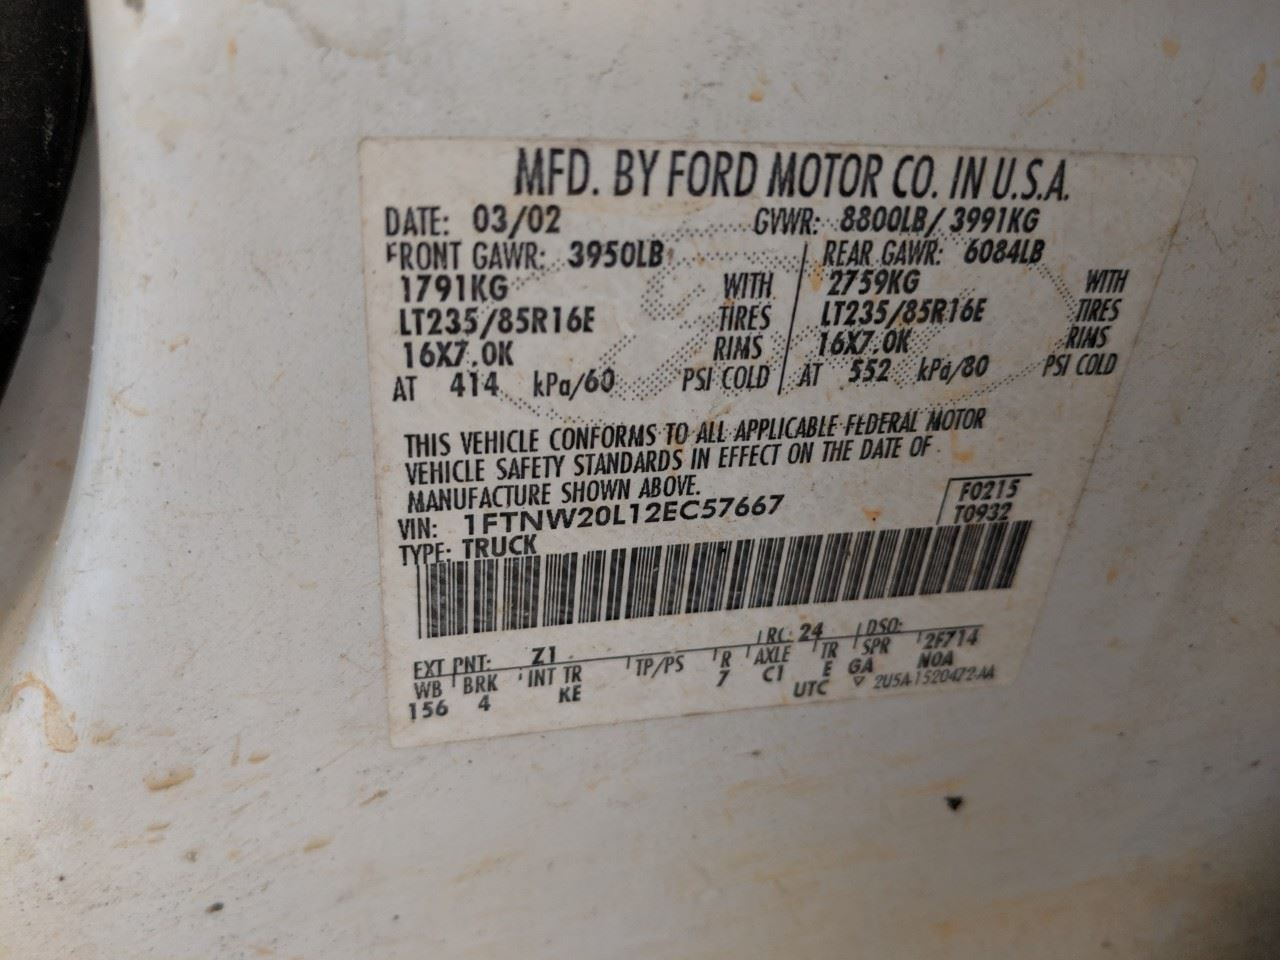 MFD. BY FORD MOTOR CO. IN U.S.A.
DATE: 03/02 GVWR: 8800LB/ 3991KG
FRONT GAWR: 3950LB REAR GAWR: 6084LB
1791KG WITH 2759KG WITH
LT235/85R16E TIRES LT235/85R16E TIRES
16X7.0K RIMS 16X7.0K RIMS
AT 414 kPa/60 PSI COLD AT 552 kPa/80 PSI COLD
THIS VEHICLE CONFORMS TO ALL APPLICABLE FEDERAL MOTOR
VEHICLE SAFETY STANDARDS IN EFFECT ON THE DATE OF
MANUFACTURE SHOWN ABOVE.
VIN: 1FTNW20L12EC57667 F0215
TYPE: TRUCK T0932
EXT PNT: Z1 RC: 24 DSO:
WB BRK INT TR TP/PS R AXLE TR SPR 2F714
156 4 KE 7 C1 E GA N0A
UTC ▽ 2U5A-1520472-AA